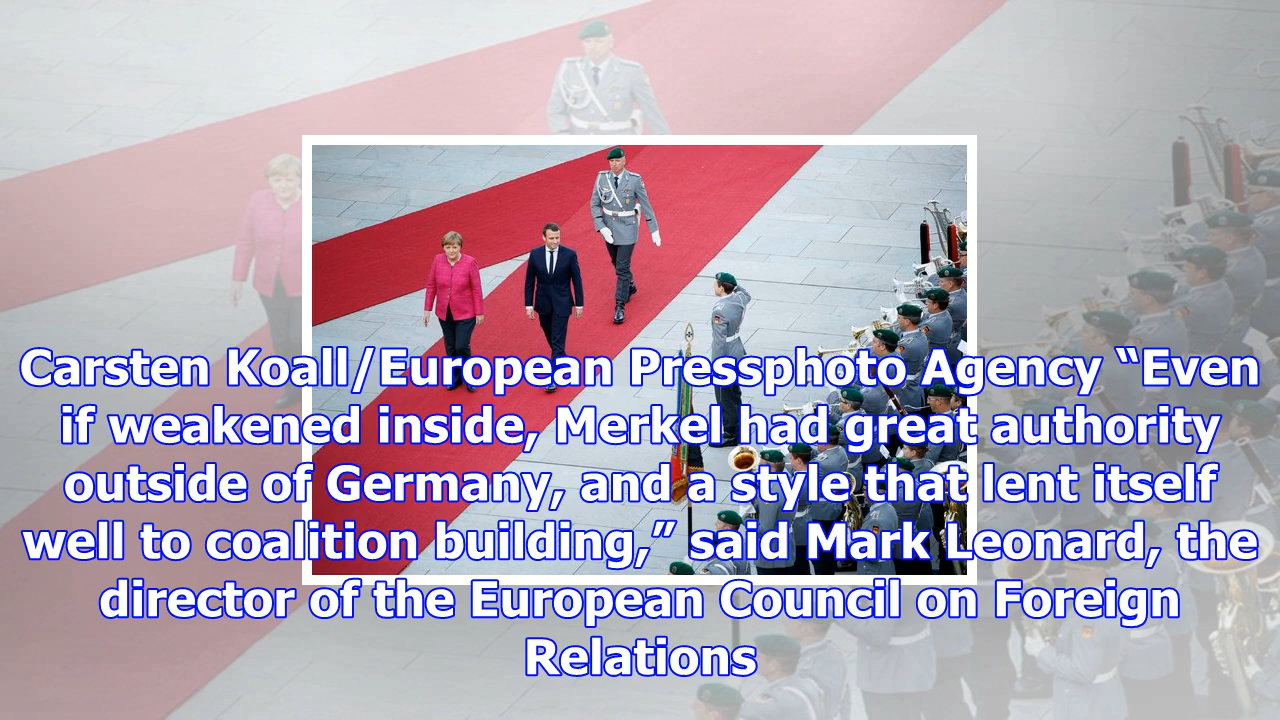 Carsten Koall/European Pressphoto Agency “Even
if weakened inside, Merkel had great authority
outside of Germany, and a style that lent itself
well to coalition building,” said Mark Leonard, the
director of the European Council on Foreign
Relations